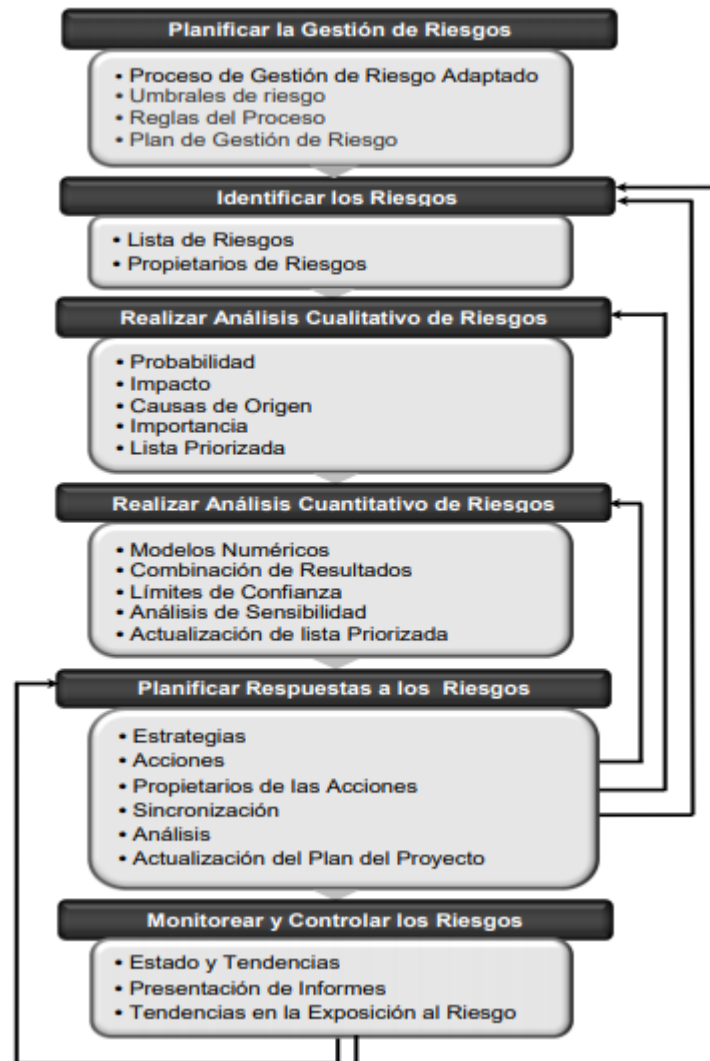 Planificar la Gestión de Riesgos
• Proceso de Gestión de Riesgo Adaptado
• Umbrales de riesgo
• Reglas del Proceso
• Plan de Gestión de Riesgo
Identificar los Riesgos
• Lista de Riesgos
• Propietarios de Riesgos
Realizar Análisis Cualitativo de Riesgos
• Probabilidad
• Impacto
• Causas de Origen
• Importancia
• Lista Priorizada
Realizar Análisis Cuantitativo de Riesgos
• Modelos Numéricos
• Combinación de Resultados
• Límites de Confianza
• Análisis de Sensibilidad
• Actualización de lista Priorizada
Planificar Respuestas a los Riesgos
• Estrategias
• Acciones
• Propietarios de las Acciones
• Sincronización
• Análisis
• Actualización del Plan del Proyecto
Monitorear y Controlar los Riesgos
• Estado y Tendencias
• Presentación de Informes
• Tendencias en la Exposición al Riesgo